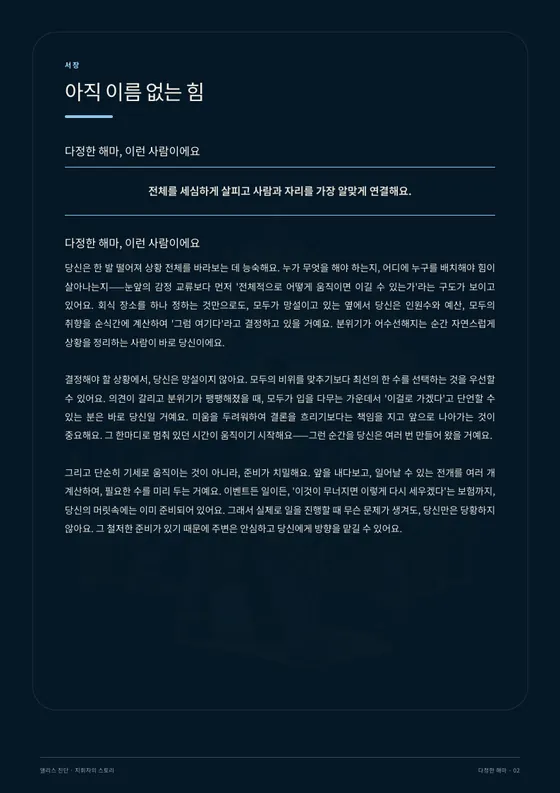 서장
아직 이름 없는 힘
다정한 해마, 이런 사람이에요
전체를 세심하게 살피고 사람과 자리를 가장 알맞게 연결해요.
다정한 해마, 이런 사람이에요
당신은 한 발 떨어져 상황 전체를 바라보는 데 능숙해요. 누가 무엇을 해야 하는지, 어디에 누구를 배치해야 힘이
살아나는지——눈앞의 감정 교류보다 먼저 '전체적으로 어떻게 움직이면 이길 수 있는가'라는 구도가 보이고
있어요. 회식 장소를 하나 정하는 것만으로도, 모두가 망설이고 있는 옆에서 당신은 인원수와 예산, 모두의
취향을 순식간에 계산하여 '그럼 여기다'라고 결정하고 있을 거예요. 분위기가 어수선해지는 순간 자연스럽게
상황을 정리하는 사람이 바로 당신이에요.
결정해야 할 상황에서, 당신은 망설이지 않아요. 모두의 비위를 맞추기보다 최선의 한 수를 선택하는 것을 우선할
수 있어요. 의견이 갈리고 분위기가 팽팽해졌을 때, 모두가 입을 다무는 가운데서 '이걸로 가겠다'고 단언할 수
있는 분은 바로 당신일 거예요. 미움을 두려워하여 결론을 흐리기보다는 책임을 지고 앞으로 나아가는 것이
중요해요. 그 한마디로 멈춰 있던 시간이 움직이기 시작해요——그런 순간을 당신은 여러 번 만들어 왔을 거예요.
그리고 단순히 기세로 움직이는 것이 아니라, 준비가 치밀해요. 앞을 내다보고, 일어날 수 있는 전개를 여러 개
계산하여, 필요한 수를 미리 두는 거예요. 이벤트든 일이든, '이것이 무너지면 이렇게 다시 세우겠다'는 보험까지,
당신의 머릿속에는 이미 준비되어 있어요. 그래서 실제로 일을 진행할 때 무슨 문제가 생겨도, 당신만은 당황하지
않아요. 그 철저한 준비가 있기 때문에 주변은 안심하고 당신에게 방향을 맡길 수 있어요.
앨리스 진단 · 지휘자의 스토리
다정한 해마 · 02